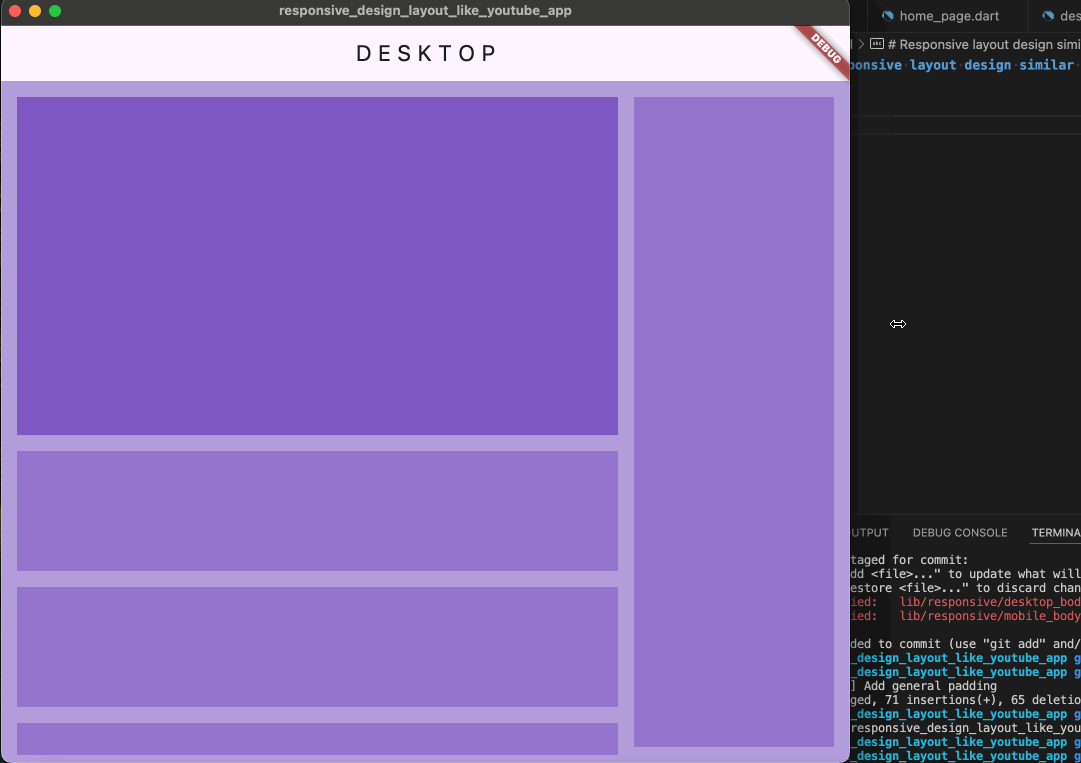 responsive_design_layout_like_youtube_app
DESKTOP
DEBUG
home_page.dart
des
# Responsive layout design simi
ponsive layout design similar
UTPUT DEBUG CONSOLE TERMINA
taged for commit:
dd <file>..." to update what will
estore <file>..." to discard chan
ied: lib/responsive/desktop_bod
ied: lib/responsive/mobile_body
ded to commit (use "git add" and/
_design_layout_like_youtube_app g
_design_layout_like_youtube_app g
] Add general padding
ged, 71 insertions(+), 65 deletio
_design_layout_like_youtube_app g
responsive_design_layout_like_you
_design_layout_like_youtube_app g
_design_layout_like_youtube_app g